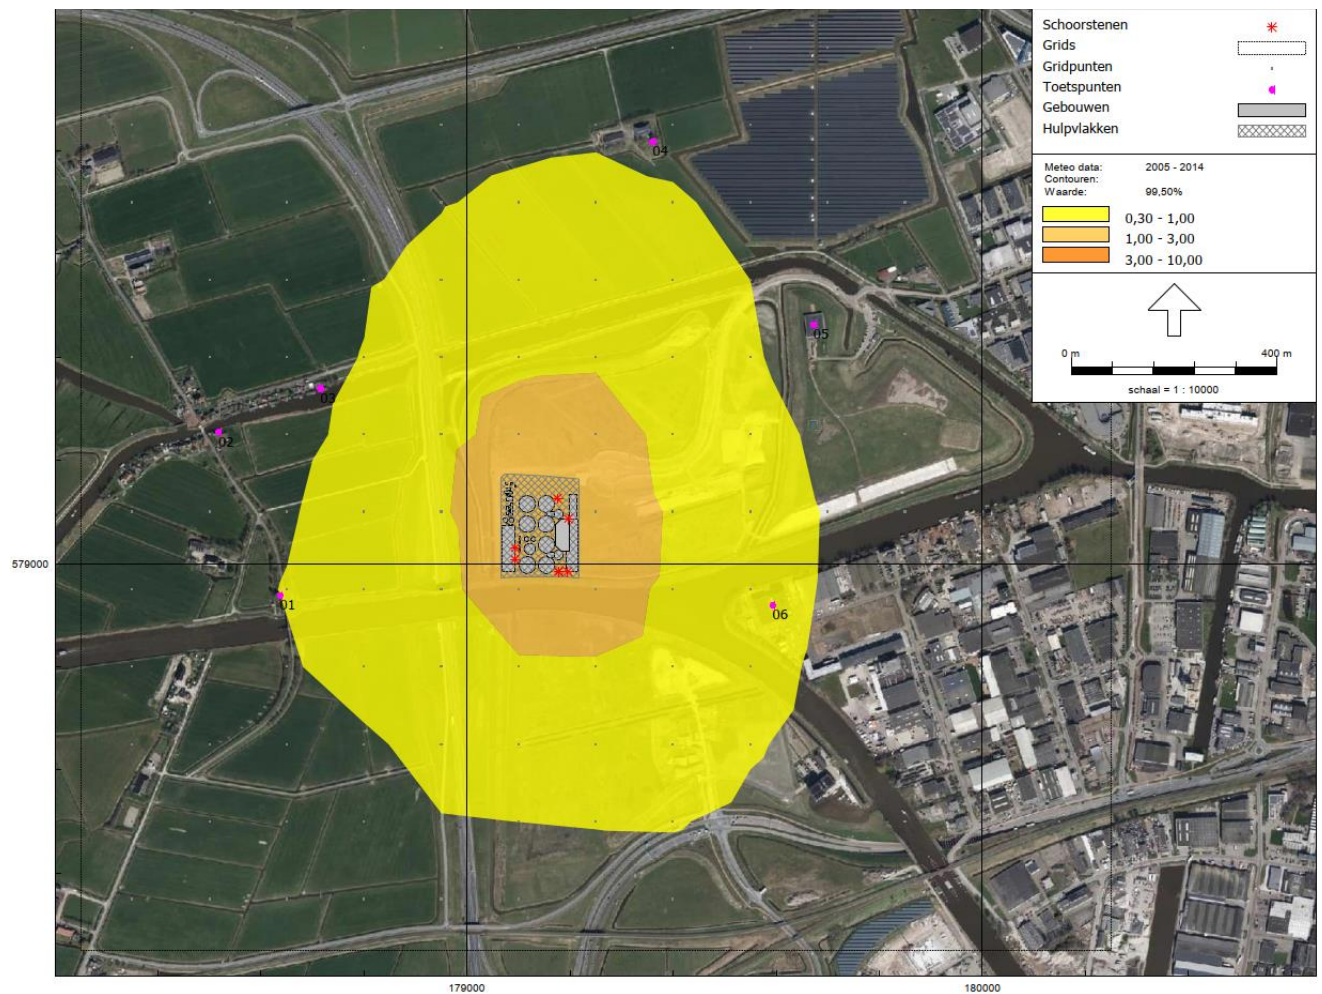 Schoorstenen
Grids
Gridpunten
Toetspunten
Gebouwen
Hulpvlakken
Meteo data: 2005 - 2014
Contouren:
Waarde: 99,50%
0,30 - 1,00
1,00 - 3,00
3,00 - 10,00
0 m 400 m
schaal = 1 : 10000
04
05
03
02
01
06
579000
179000 180000